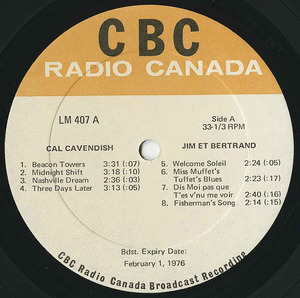 CBC
RADIO CANADA
LM 407 A
Side A
33-1/3 RPM
CAL CAVENDISH
1. Beacon Towers 3:31 (:07)
2. Midnight Shift 3:18 (:10)
3. Nashville Dream 2:36 (:03)
4. Three Days Later 3:13 (:05)
JIM ET BERTRAND
5. Welcome Soleil 2:24 (:05)
6. Miss Muffet's
Tuffet's Blues 2:23 (:17)
7. Dis Moi pas que
T'es v'nu me voir 2:40 (:16)
8. Fisherman's Song 2:14 (:15)
Bdst. Expiry Date:
February 1, 1976
CBC Radio Canada Broadcast Recording